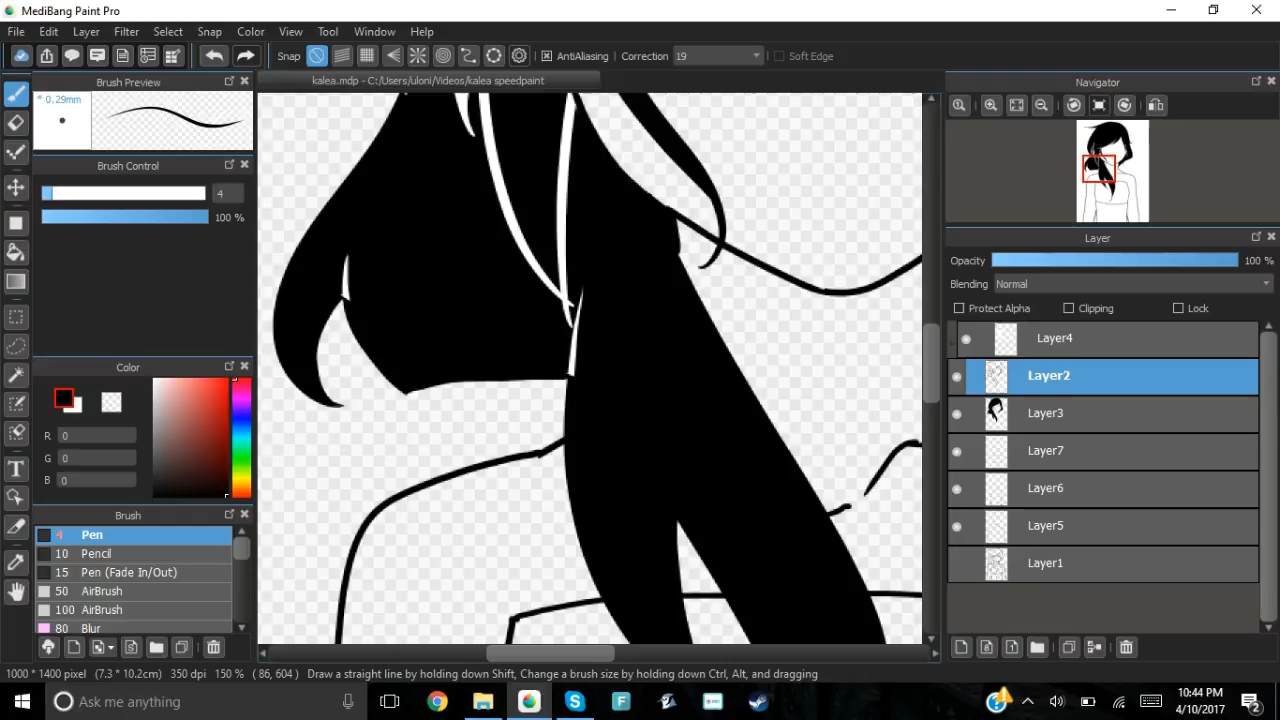 MediBang Paint Pro
File Edit Layer Filter Select Snap Color View Tool Window Help
Snap AntiAliasing Correction 19 Soft Edge
Brush Preview
kalea.mdp - C:/Users/uloni/Videos/kalea speedpaint
Navigator
* 0.29mm
Brush Control
4
100 %
Layer
Opacity 100 %
Blending Normal
Protect Alpha Clipping Lock
Layer4
Layer2
Layer3
Layer7
Layer6
Layer5
Layer1
Color
R 0
G 0
B 0
Brush
4 Pen
10 Pencil
15 Pen (Fade In/Out)
50 AirBrush
100 AirBrush
80 Blur
1000 * 1400 pixel (7.3 * 10.2cm) 350 dpi 150 % ( 86, 604 ) Draw a straight line by holding down Shift, Change a brush size by holding down Ctrl, Alt, and dragging
Ask me anything
10:44 PM
4/10/2017
2